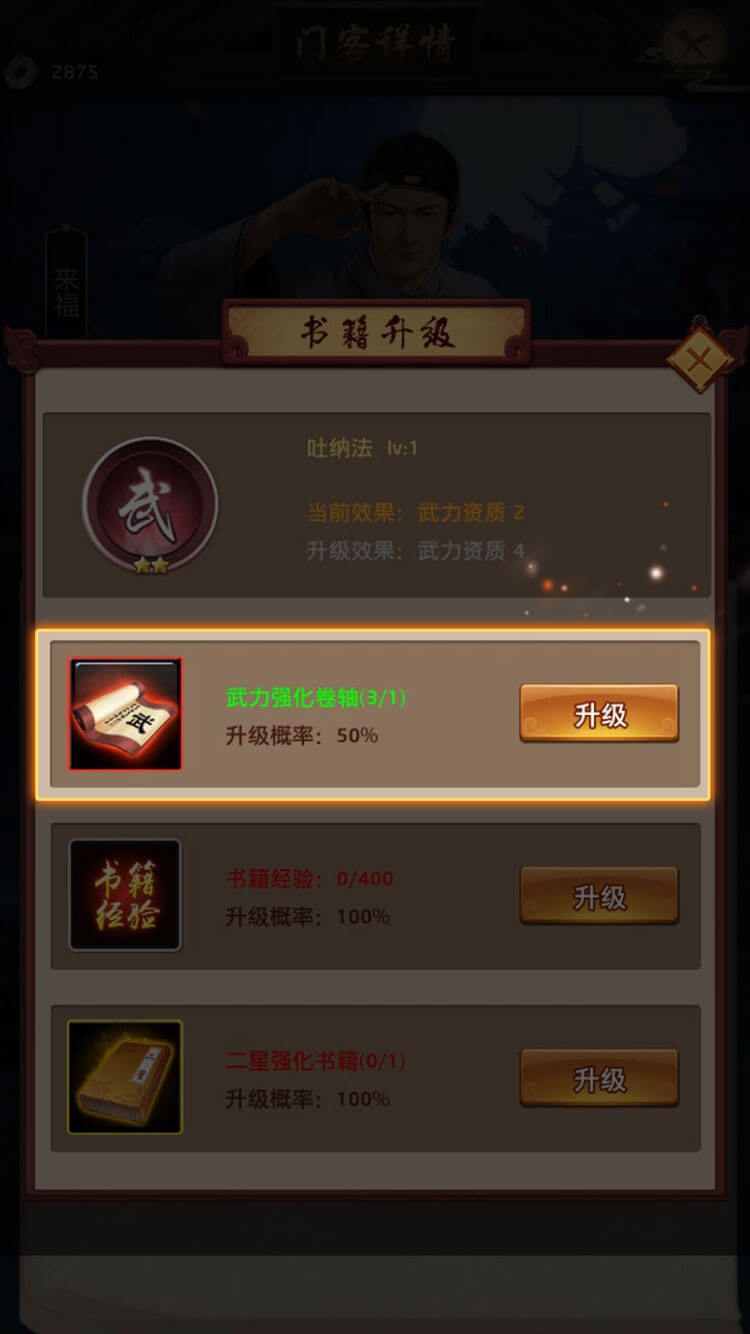 门客详情
2875
来福
书籍升级
武
吐纳法 lv:1
当前效果：武力资质 2
升级效果：武力资质 4
武
武力强化卷轴(3/1)
升级概率：50%
升级
书籍
经验
书籍经验：0/400
升级概率：100%
升级
二星强化书籍(0/1)
升级概率：100%
升级